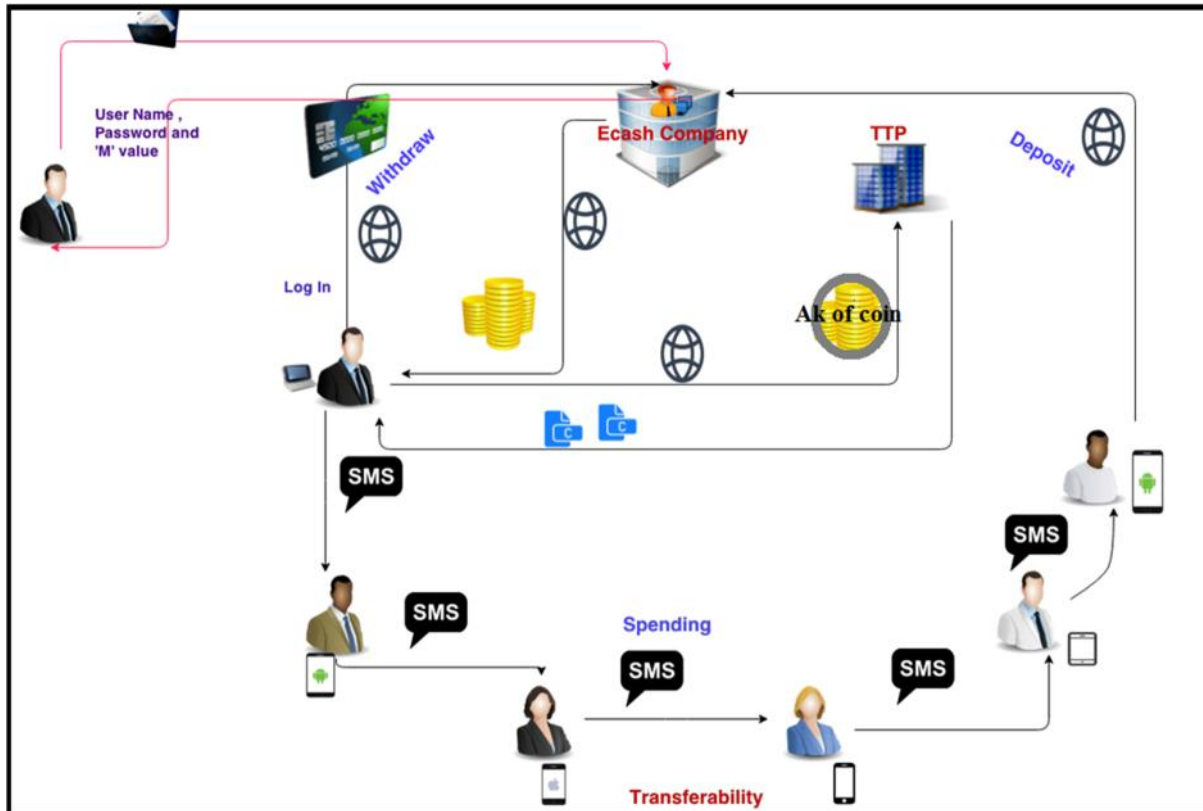 User Name ,
Password and
'M' value
Ecash Company
TTP
Withdraw
Deposit
Log In
Ak of coin
C
C
SMS
SMS
SMS
SMS
SMS
Spending
Transferability